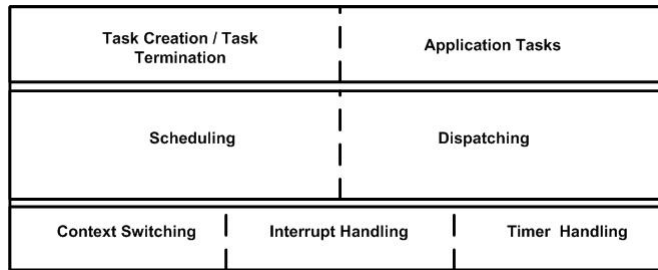 Task Creation / Task
Termination
Application Tasks
Scheduling
Dispatching
Context Switching
Interrupt Handling
Timer Handling